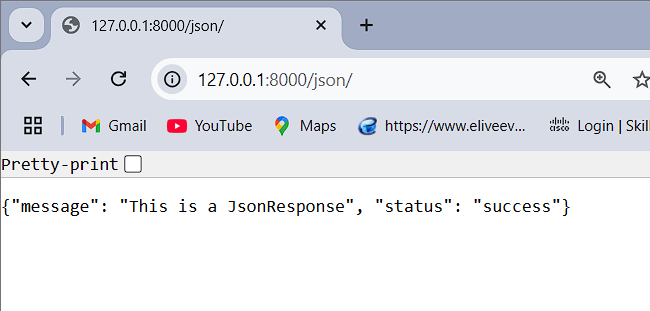 127.0.0.1:8000/json/
127.0.0.1:8000/json/
Gmail YouTube Maps https://www.eliveev... cisco Login | Skil
Pretty-print
{"message": "This is a JsonResponse", "status": "success"}